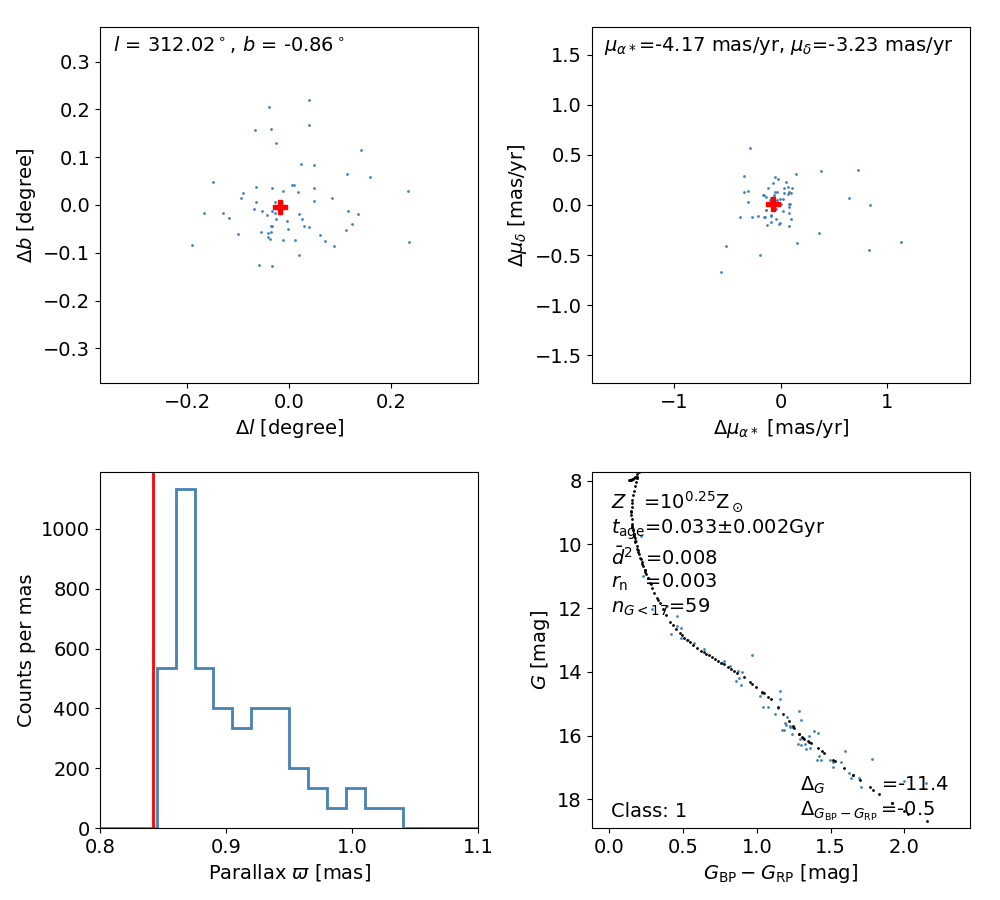 l = 312.02°, b = -0.86°
0.3
0.2
0.1
0.0
−0.1
−0.2
−0.3
Δb [degree]
−0.2 0.0 0.2
Δl [degree]
μα*=-4.17 mas/yr, μδ=-3.23 mas/yr
1.5
1.0
0.5
0.0
−0.5
−1.0
−1.5
Δμδ [mas/yr]
−1 0 1
Δμα* [mas/yr]
1000
800
600
400
200
0
Counts per mas
0.8 0.9 1.0 1.1
Parallax ϖ [mas]
8
10
12
14
16
18
G [mag]
Z =10^0.25Z⊙
t_age=0.033±0.002Gyr
d̄² =0.008
r_n =0.003
n_G<17=59
Δ_G =-11.4
Δ_G_BP−G_RP =-0.5
Class: 1
0.0 0.5 1.0 1.5 2.0
G_BP − G_RP [mag]